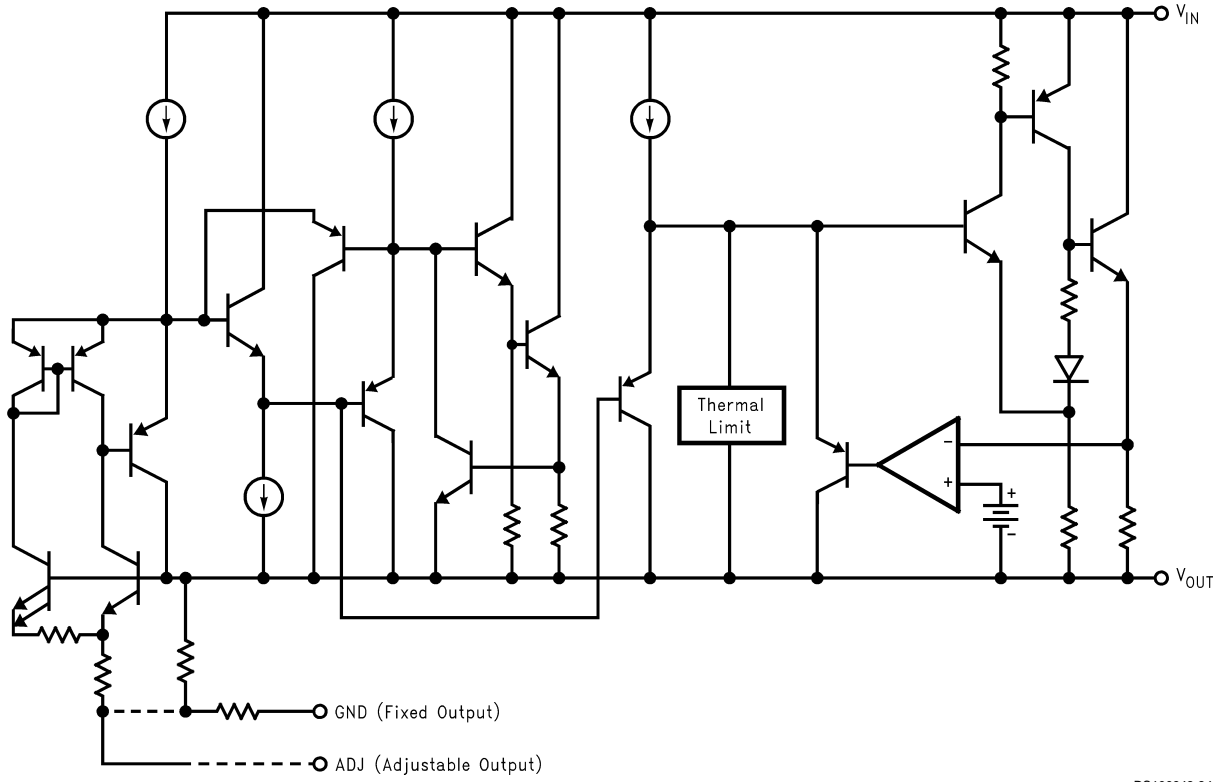 V_IN
Thermal
Limit
−
+
+
−
V_OUT
GND (Fixed Output)
ADJ (Adjustable Output)